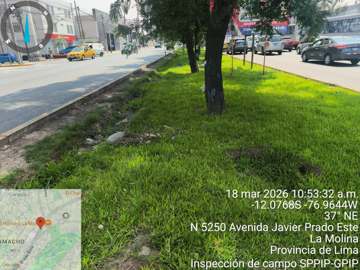 18 mar 2026 10:53:32 a.m.
-12.0768S -76.9644W
37° NE
N 5250 Avenida Javier Prado Este
La Molina
Provincia de Lima
Inspección de campo SPPIP-GPIP